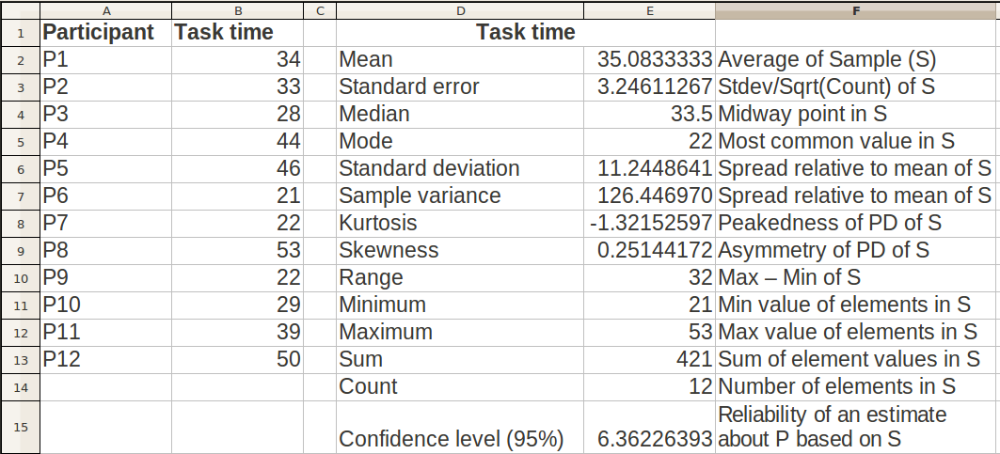 A B C D E F
1 Participant Task time Task time
2 P1 34 Mean 35.0833333 Average of Sample (S)
3 P2 33 Standard error 3.24611267 Stdev/Sqrt(Count) of S
4 P3 28 Median 33.5 Midway point in S
5 P4 44 Mode 22 Most common value in S
6 P5 46 Standard deviation 11.2448641 Spread relative to mean of S
7 P6 21 Sample variance 126.446970 Spread relative to mean of S
8 P7 22 Kurtosis -1.32152597 Peakedness of PD of S
9 P8 53 Skewness 0.25144172 Asymmetry of PD of S
10 P9 22 Range 32 Max – Min of S
11 P10 29 Minimum 21 Min value of elements in S
12 P11 39 Maximum 53 Max value of elements in S
13 P12 50 Sum 421 Sum of element values in S
14 Count 12 Number of elements in S
15 Reliability of an estimate
Confidence level (95%) 6.36226393 about P based on S